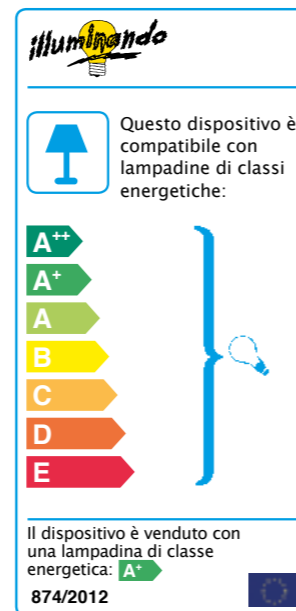 illuminando
Questo dispositivo è
compatibile con
lampadine di classi
energetiche:
A++
A+
A
B
C
D
E
Il dispositivo è venduto con
una lampadina di classe
energetica: A+
874/2012